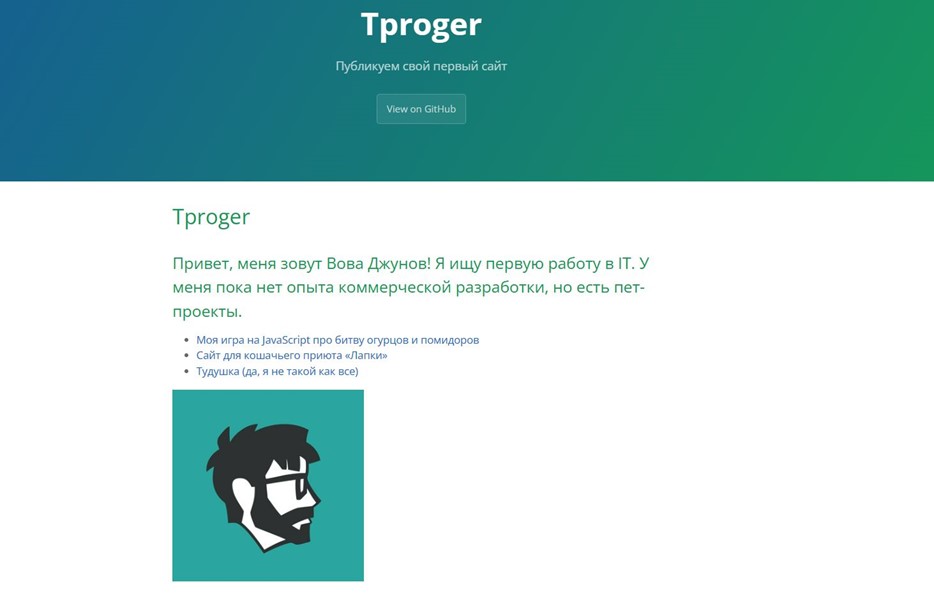 Tproger
Публикуем свой первый сайт
View on GitHub
Tproger
Привет, меня зовут Вова Джунов! Я ищу первую работу в IT. У
меня пока нет опыта коммерческой разработки, но есть пет-
проекты.
Моя игра на JavaScript про битву огурцов и помидоров
Сайт для кошачьего приюта «Лапки»
Тудушка (да, я не такой как все)